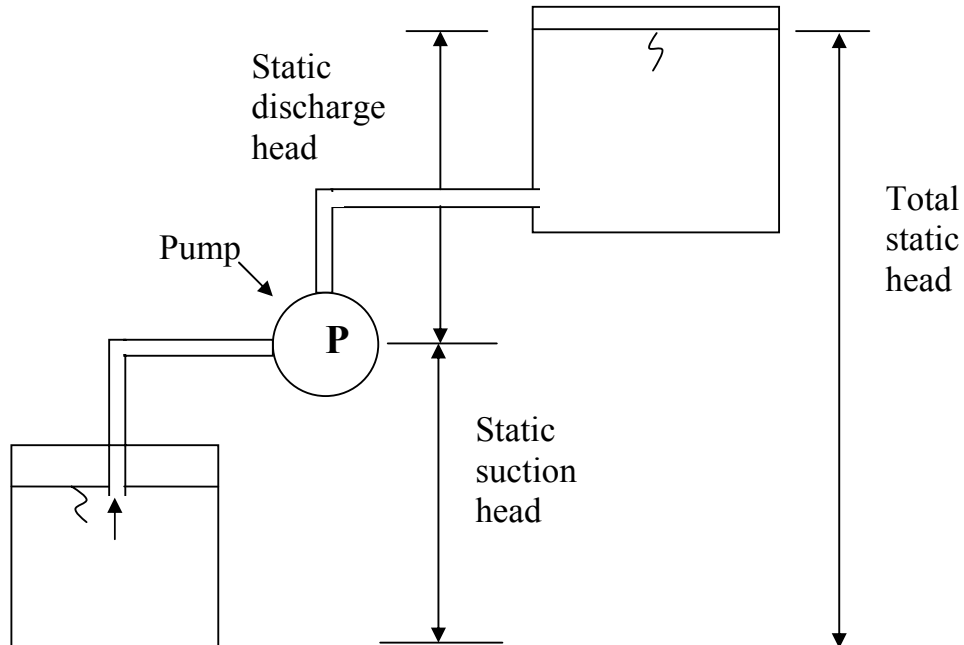 Static
discharge
head
Total
static
head
Pump
P
Static
suction
head